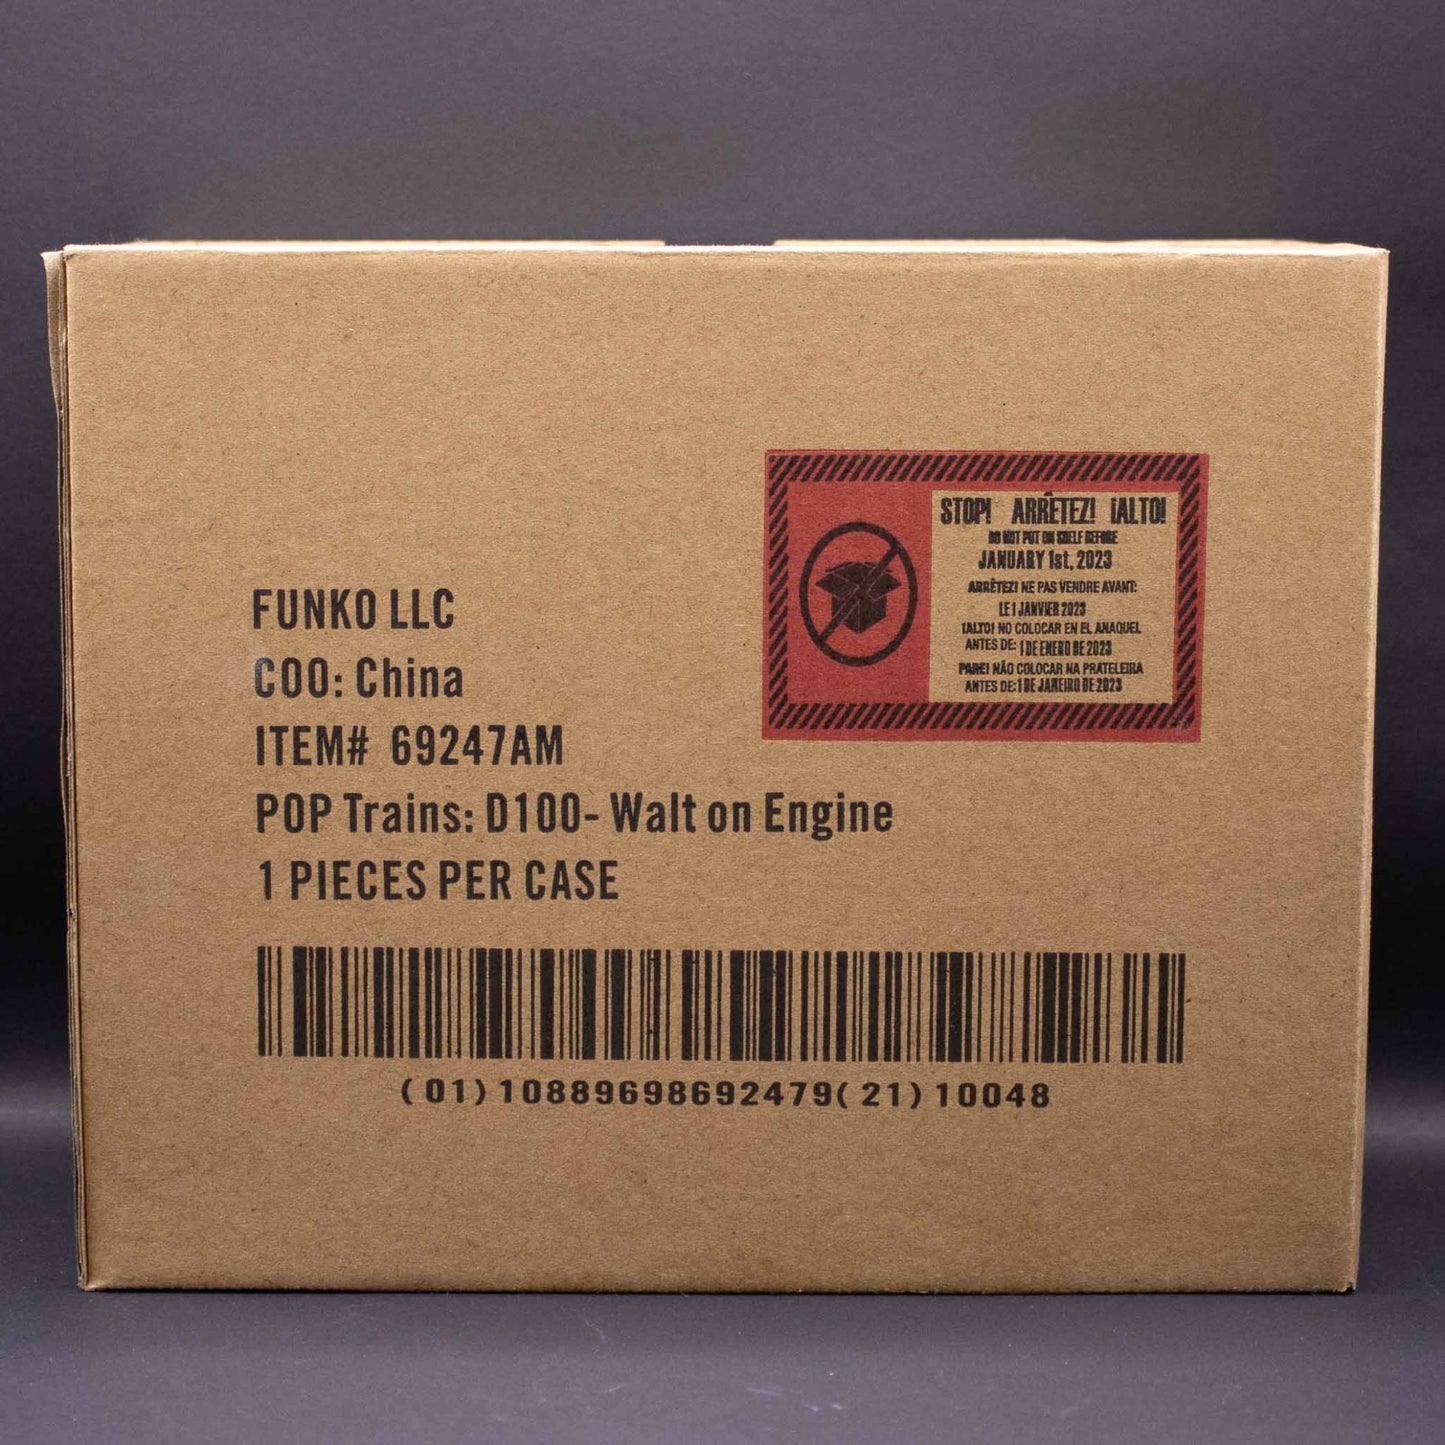 STOP! ARRÊTEZ! ¡ALTO!
DO NOT PUT ON SHELF BEFORE
JANUARY 1st, 2023
ARRÊTEZ! NE PAS VENDRE AVANT:
LE 1 JANVIER 2023
¡ALTO! NO COLOCAR EN EL ANAQUEL
ANTES DE: 1 DE ENERO DE 2023
PARE! NÃO COLOCAR NA PRATELEIRA
ANTES DE: 1 DE JANEIRO DE 2023
FUNKO LLC
COO: China
ITEM# 69247AM
POP Trains: D100- Walt on Engine
1 PIECES PER CASE
(01)10889698692479(21)10048